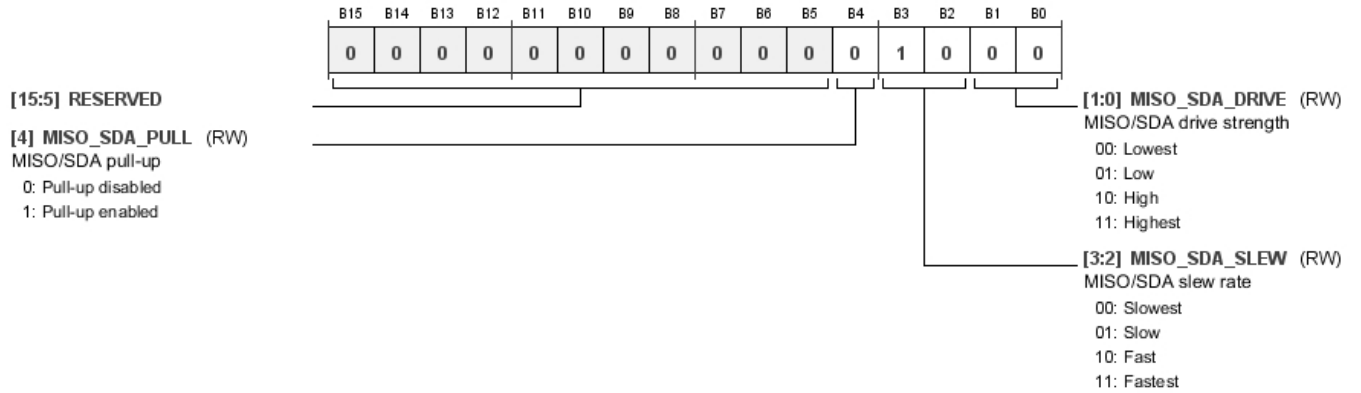 B15 B14 B13 B12 B11 B10 B9 B8 B7 B6 B5 B4 B3 B2 B1 B0
0 0 0 0 0 0 0 0 0 0 0 0 1 0 0 0
[15:5] RESERVED
[4] MISO_SDA_PULL (RW)
MISO/SDA pull-up
0: Pull-up disabled
1: Pull-up enabled
[1:0] MISO_SDA_DRIVE (RW)
MISO/SDA drive strength
00: Lowest
01: Low
10: High
11: Highest
[3:2] MISO_SDA_SLEW (RW)
MISO/SDA slew rate
00: Slowest
01: Slow
10: Fast
11: Fastest